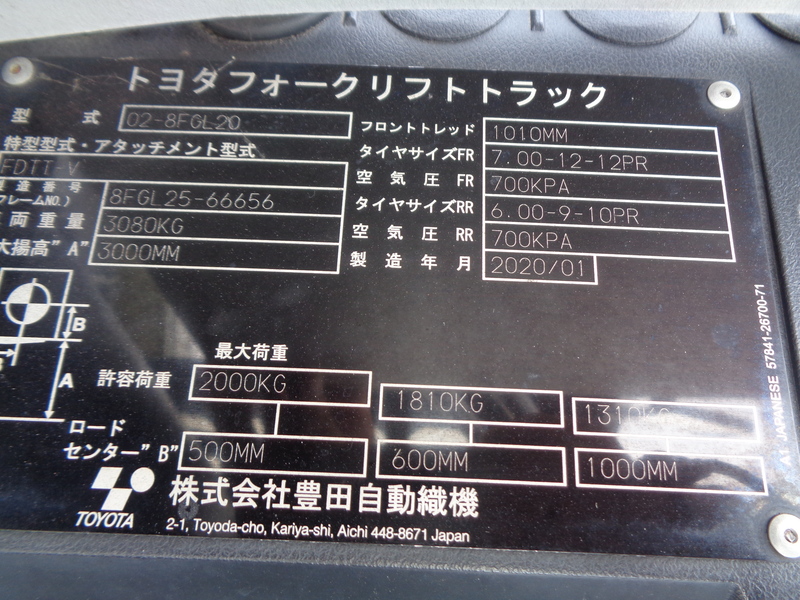 トヨタフォークリフトトラック
型式 02-8FGL20
特型型式・アタッチメント型式
FDTT-V
製造番号
レームNO.) 8FGL25-66656
両重量 3080KG
大揚高"A" 3000MM
フロントトレッド 1010MM
タイヤサイズFR 7.00-12-12PR
空気圧 FR 700KPA
タイヤサイズRR 6.00-9-10PR
空気圧 RR 700KPA
製造年月 2020/01
B
A
最大荷重
許容荷重 2000KG 1810KG 1310KG
ロード
センター"B" 500MM 600MM 1000MM
TOYOTA
株式会社豊田自動織機
2-1, Toyoda-cho, Kariya-shi, Aichi 448-8671 Japan
A1 JAPANESE 57841-26700-71